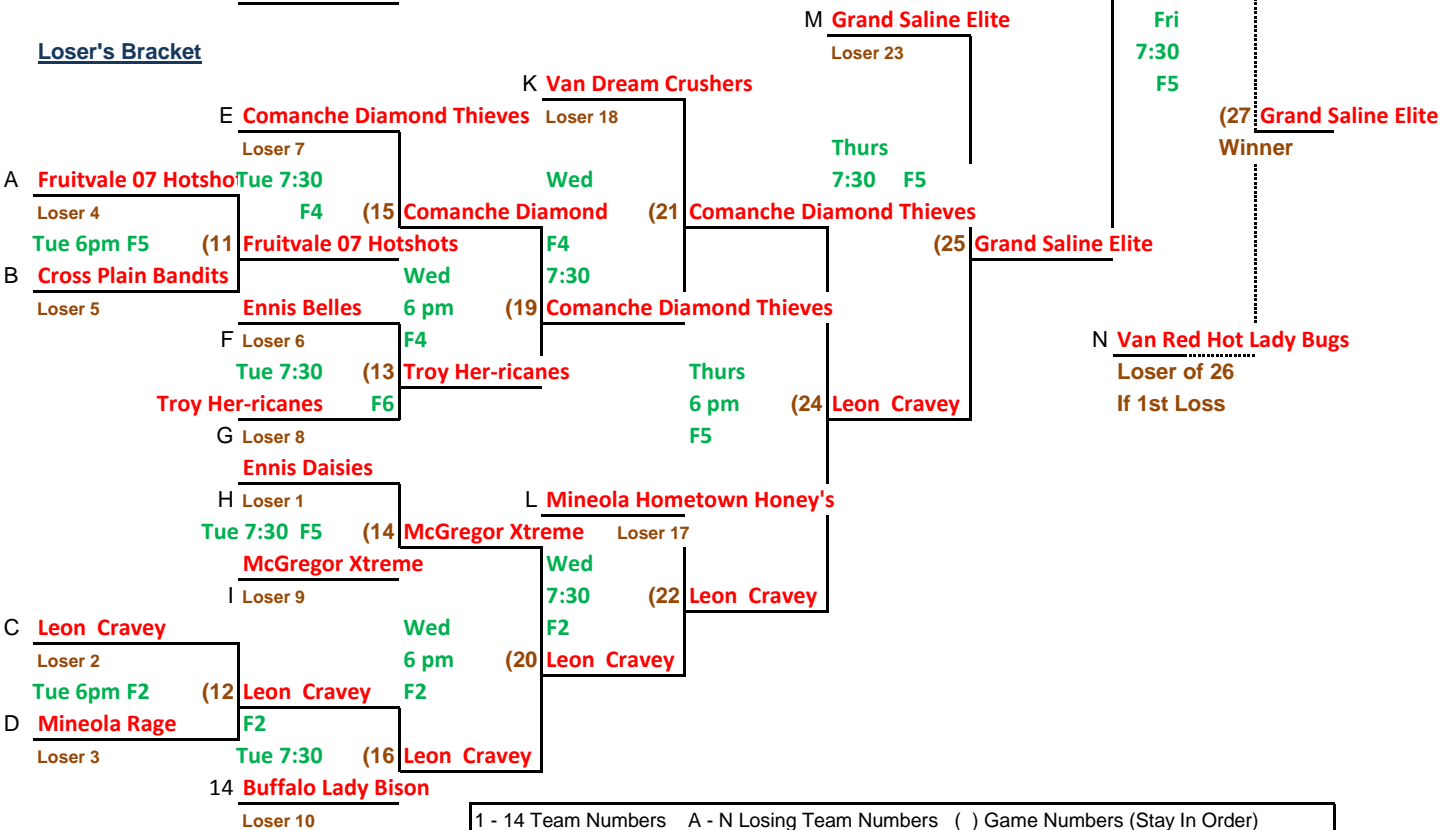 M Grand Saline Elite Fri
Loser's Bracket Loser 23 7:30
K Van Dream Crushers F5
E Comanche Diamond Thieves Loser 18 (27 Grand Saline Elite
Loser 7 Thurs Winner
A Fruitvale 07 Hotshot Tue 7:30 Wed 7:30 F5
Loser 4 F4 (15 Comanche Diamond (21 Comanche Diamond Thieves
Tue 6pm F5 (11 Fruitvale 07 Hotshots F4 (25 Grand Saline Elite
B Cross Plain Bandits Wed 7:30
Loser 5 Ennis Belles 6 pm (19 Comanche Diamond Thieves
F Loser 6 F4 N Van Red Hot Lady Bugs
Tue 7:30 (13 Troy Her-ricanes Thurs Loser of 26
Troy Her-ricanes F6 6 pm (24 Leon Cravey If 1st Loss
G Loser 8 F5
Ennis Daisies
H Loser 1 L Mineola Hometown Honey's
Tue 7:30 F5 (14 McGregor Xtreme Loser 17
McGregor Xtreme Wed
I Loser 9 7:30 (22 Leon Cravey
C Leon Cravey Wed F2
Loser 2 6 pm (20 Leon Cravey
Tue 6pm F2 (12 Leon Cravey F2
D Mineola Rage F2
Loser 3 Tue 7:30 (16 Leon Cravey
14 Buffalo Lady Bison
Loser 10 1 - 14 Team Numbers A - N Losing Team Numbers ( ) Game Numbers (Stay In Order)